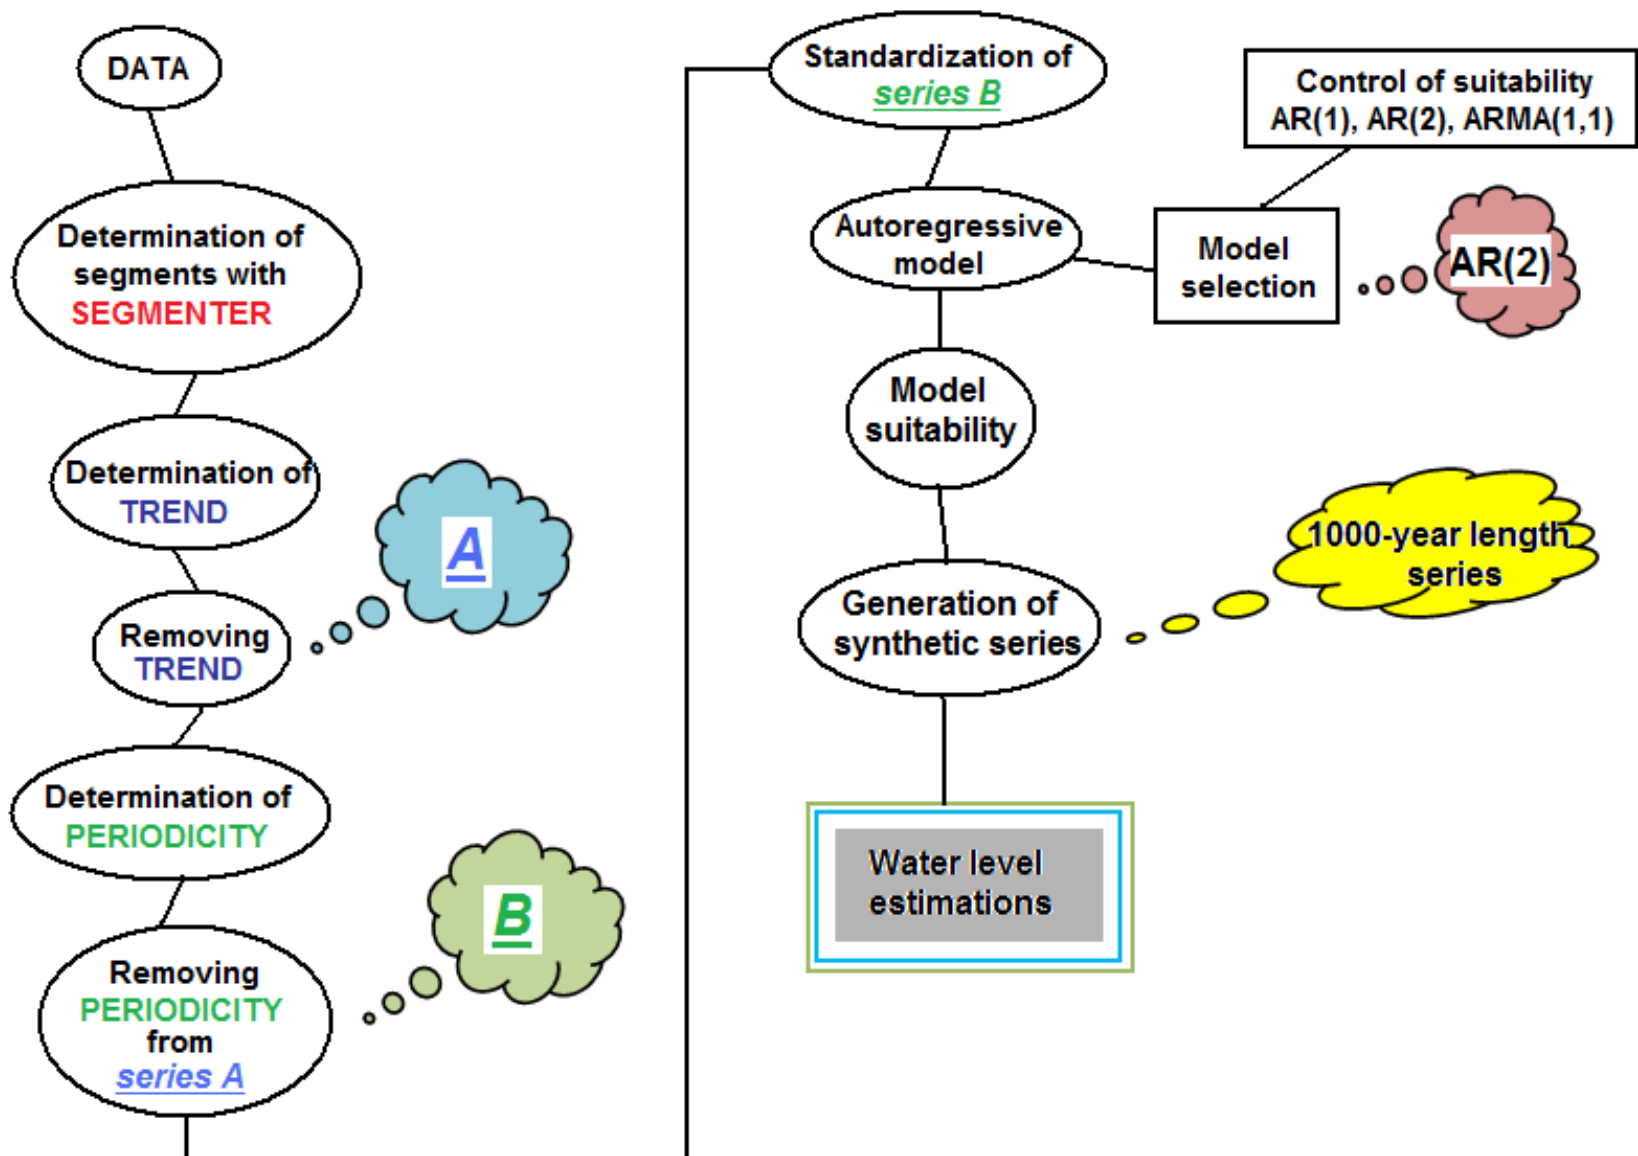 DATA
Determination of
segments with
SEGMENTER
Determination of
TREND
A
Removing
TREND
Determination of
PERIODICITY
B
Removing
PERIODICITY
from
series A
Standardization of
series B
Control of suitability
AR(1), AR(2), ARMA(1,1)
Autoregressive
model
Model
selection
AR(2)
Model
suitability
1000-year length
series
Generation of
synthetic series
Water level
estimations